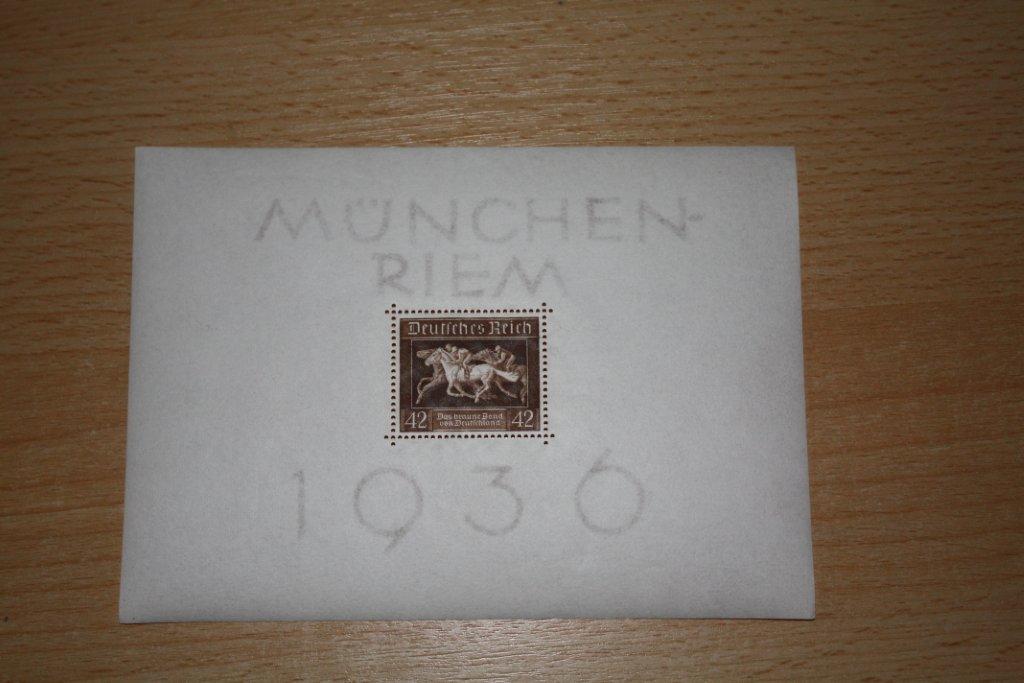 MÜNCHEN-
RIEM
Deutsches Reich
42 Das braune Band 42
von Deutschland
1936